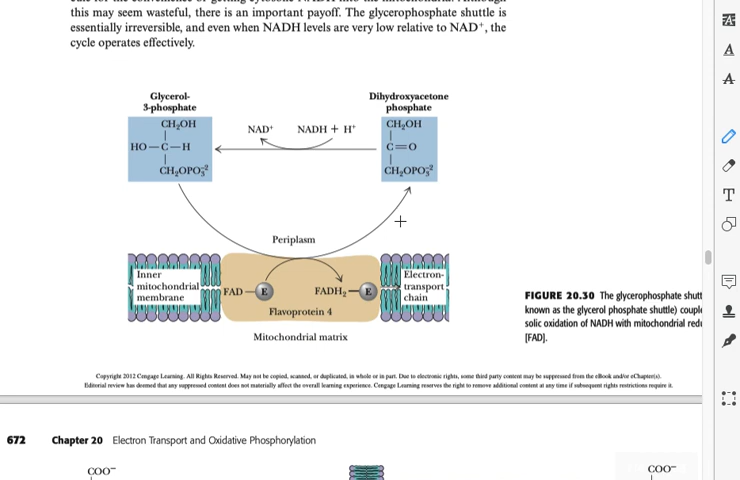 this may seem wasteful, there is an important payoff. The glycerophosphate shuttle is
essentially irreversible, and even when NADH levels are very low relative to NAD⁺, the
cycle operates effectively.
Glycerol-
3-phosphate
CH₂OH
HO—C—H
CH₂OPO₃⁻²
NAD⁺
NADH + H⁺
Dihydroxyacetone
phosphate
CH₂OH
C=O
CH₂OPO₃⁻²
Periplasm
Inner
mitochondrial
membrane
FAD—E
FADH₂—E
Electron-
transport
chain
Flavoprotein 4
Mitochondrial matrix
FIGURE 20.30 The glycerophosphate shutt
known as the glycerol phosphate shuttle) couple
solic oxidation of NADH with mitochondrial redu
[FAD].
Copyright 2012 Cengage Learning. All Rights Reserved. May not be copied, scanned, or duplicated, in whole or in part. Due to electronic rights, some third party content may be suppressed from the eBook and/or eChapter(s).
Editorial review has deemed that any suppressed content does not materially affect the overall learning experience. Cengage Learning reserves the right to remove additional content at any time if subsequent rights restrictions require it.
672 Chapter 20 Electron Transport and Oxidative Phosphorylation
COO⁻
COO⁻